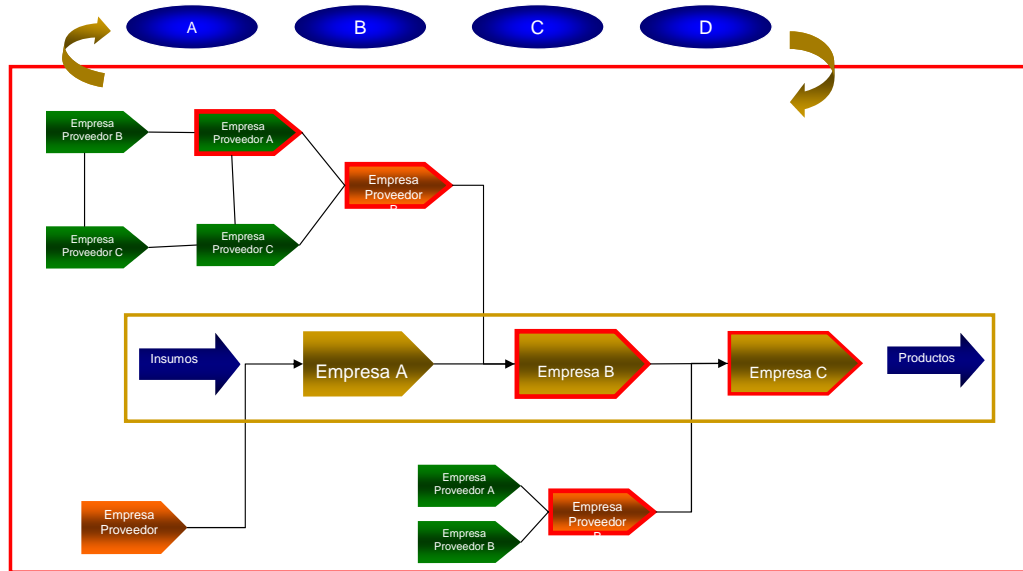 A
B
C
D
Empresa
Proveedor B
Empresa
Proveedor A
Empresa
Proveedor
Empresa
Proveedor C
Empresa
Proveedor C
Insumos
Empresa A
Empresa B
Empresa C
Productos
Empresa
Proveedor A
Empresa
Proveedor
Empresa
Proveedor
Empresa
Proveedor B